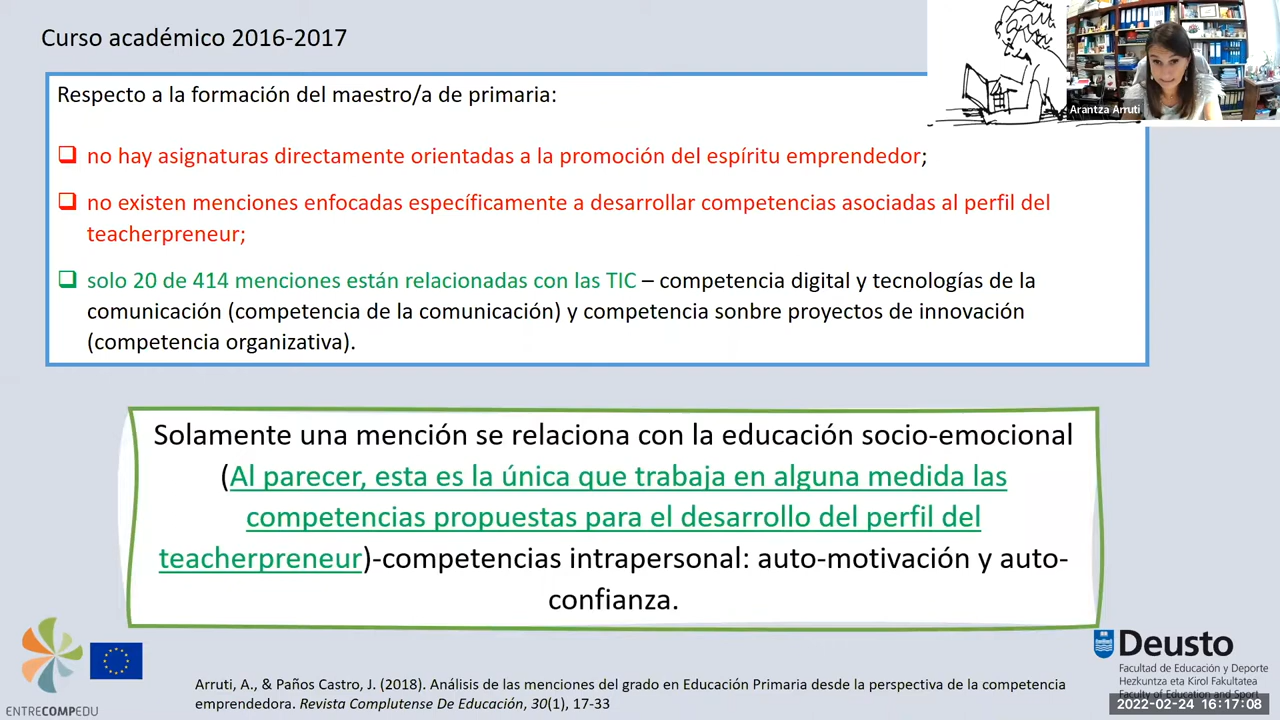 Curso académico 2016-2017
Respecto a la formación del maestro/a de primaria:
no hay asignaturas directamente orientadas a la promoción del espíritu emprendedor;
no existen menciones enfocadas específicamente a desarrollar competencias asociadas al perfil del
teacherpreneur;
solo 20 de 414 menciones están relacionadas con las TIC – competencia digital y tecnologías de la
comunicación (competencia de la comunicación) y competencia sonbre proyectos de innovación
(competencia organizativa).
Arantza Arruti
Solamente una mención se relaciona con la educación socio-emocional
(Al parecer, esta es la única que trabaja en alguna medida las
competencias propuestas para el desarrollo del perfil del
teacherpreneur)-competencias intrapersonal: auto-motivación y auto-
confianza.
ENTRECOMPEDU
Arruti, A., & Paños Castro, J. (2018). Análisis de las menciones del grado en Educación Primaria desde la perspectiva de la competencia
emprendedora. Revista Complutense De Educación, 30(1), 17-33
Deusto
Facultad de Educación y Deporte
Hezkuntza eta Kirol Fakultatea
Faculty of Education and Sport
2022-02-24 16:17:08